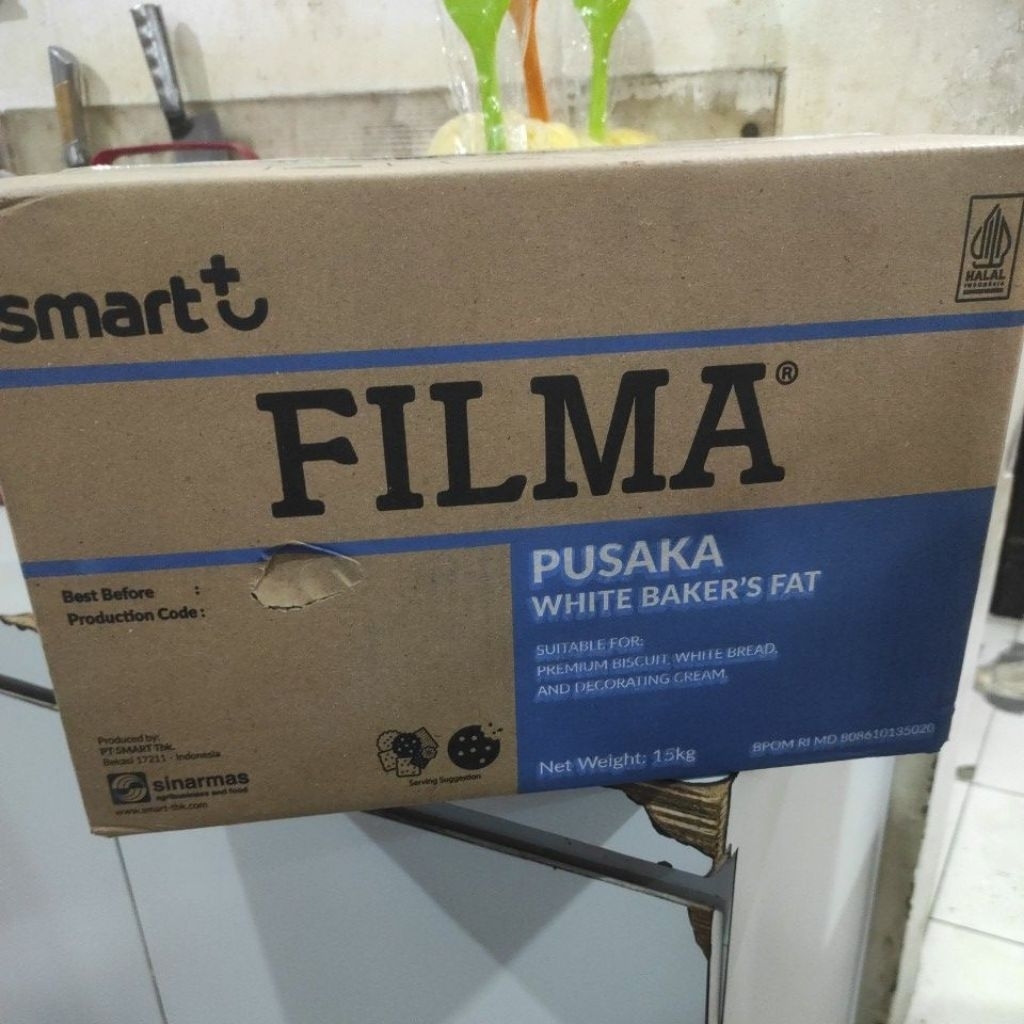 smart+
HALAL
INDONESIA
FILMA®
PUSAKA
WHITE BAKER'S FAT
Best Before :
Production Code :
SUITABLE FOR:
PREMIUM BISCUIT, WHITE BREAD,
AND DECORATING CREAM.
Produced by:
PT SMART Tbk.
Bekasi 17211 - Indonesia
sinarmas
agribusiness and food
www.smart-tbk.com
Serving Suggestion
Net Weight: 15kg
BPOM RI MD 808610135020